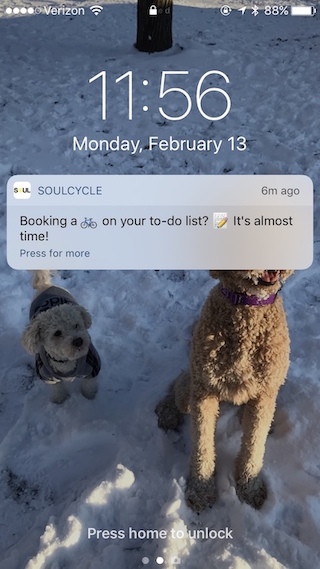 Verizon 88%
11:56
Monday, February 13
SOUL SOULCYCLE 6m ago
Booking a 🚲 on your to-do list? 📝 It's almost
time!
Press for more
Press home to unlock